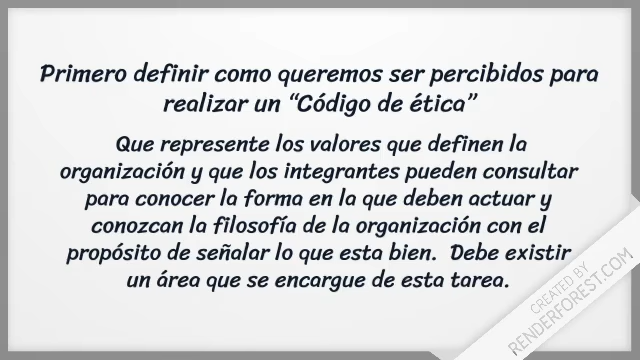 Primero definir como queremos ser percibidos para
realizar un “Código de ética”
Que represente los valores que definen la
organización y que los integrantes pueden consultar
para conocer la forma en la que deben actuar y
conozcan la filosofía de la organización con el
propósito de señalar lo que esta bien. Debe existir
un área que se encargue de esta tarea.
CREATED BY
RENDERFOREST.COM